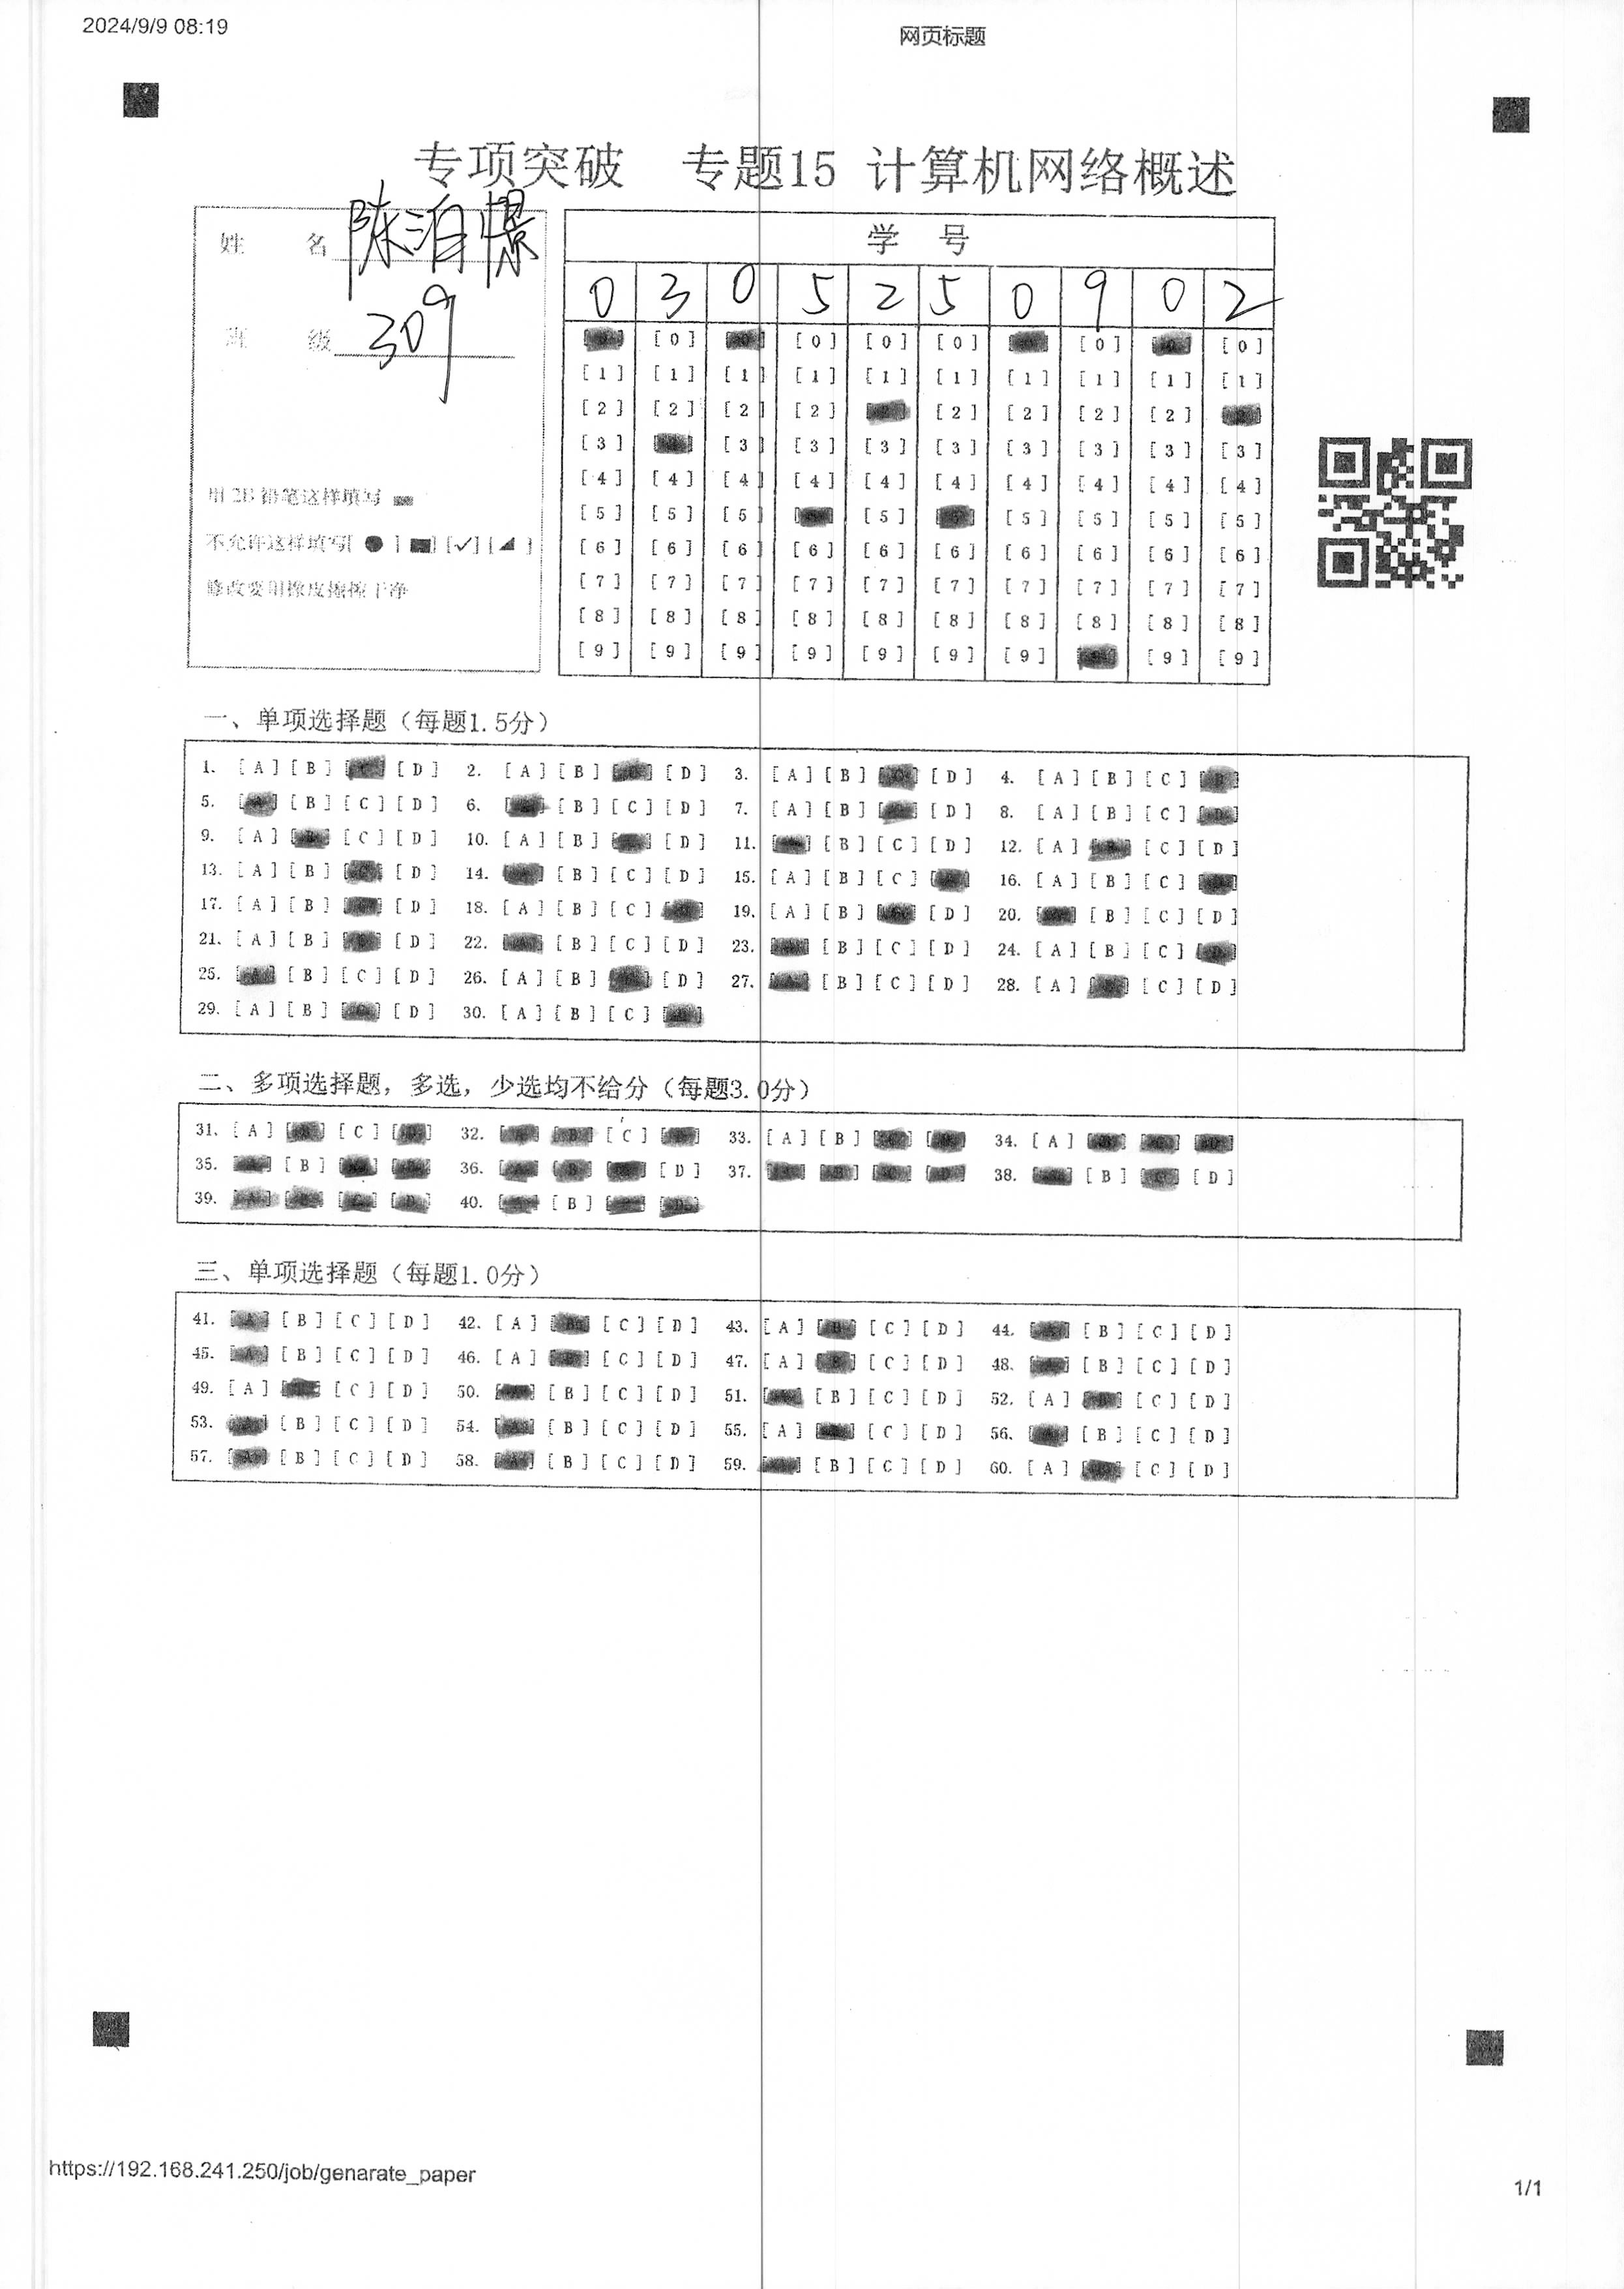 2024/9/9 08:19 网页标题
专项突破 专题15 计算机网络概述
姓 名 陈泊憬
班 级 309
用2B铅笔这样填写
不允许这样填写[●][■][✓][◢]
修改要用橡皮擦擦干净
学 号
0 3 0 5 2 5 0 9 0 2
[0] [0] [0] [0] [0] [0]
[1] [1] [1] [1] [1] [1] [1] [1] [1] [1]
[2] [2] [2] [2] [2] [2] [2] [2]
[3] [3] [3] [3] [3] [3] [3] [3] [3]
[4] [4] [4] [4] [4] [4] [4] [4] [4] [4]
[5] [5] [5] [5] [5] [5] [5] [5]
[6] [6] [6] [6] [6] [6] [6] [6] [6] [6]
[7] [7] [7] [7] [7] [7] [7] [7] [7] [7]
[8] [8] [8] [8] [8] [8] [8] [8] [8] [8]
[9] [9] [9] [9] [9] [9] [9] [9] [9]
一、单项选择题（每题1.5分）
1. [A] [B] [D] 2. [A] [B] [D] 3. [A] [B] [D] 4. [A] [B] [C]
5. [B] [C] [D] 6. [B] [C] [D] 7. [A] [B] [D] 8. [A] [B] [C]
9. [A] [C] [D] 10. [A] [B] [D] 11. [B] [C] [D] 12. [A] [C] [D]
13. [A] [B] [D] 14. [B] [C] [D] 15. [A] [B] [C] 16. [A] [B] [C]
17. [A] [B] [D] 18. [A] [B] [C] 19. [A] [B] [D] 20. [B] [C] [D]
21. [A] [B] [D] 22. [B] [C] [D] 23. [B] [C] [D] 24. [A] [B] [C]
25. [B] [C] [D] 26. [A] [B] [D] 27. [B] [C] [D] 28. [A] [C] [D]
29. [A] [B] [D] 30. [A] [B] [C]
二、多项选择题，多选，少选均不给分（每题3.0分）
31. [A] [C] 32. [C] 33. [A] [B] 34. [A]
35. [B] 36. [D] 37. 38. [B] [D]
39. 40. [B]
三、单项选择题（每题1.0分）
41. [B] [C] [D] 42. [A] [C] [D] 43. [A] [C] [D] 44. [B] [C] [D]
45. [B] [C] [D] 46. [A] [C] [D] 47. [A] [C] [D] 48. [B] [C] [D]
49. [A] [C] [D] 50. [B] [C] [D] 51. [B] [C] [D] 52. [A] [C] [D]
53. [B] [C] [D] 54. [B] [C] [D] 55. [A] [C] [D] 56. [B] [C] [D]
57. [B] [C] [D] 58. [B] [C] [D] 59. [B] [C] [D] 60. [A] [C] [D]
https://192.168.241.250/job/genarate_paper
1/1